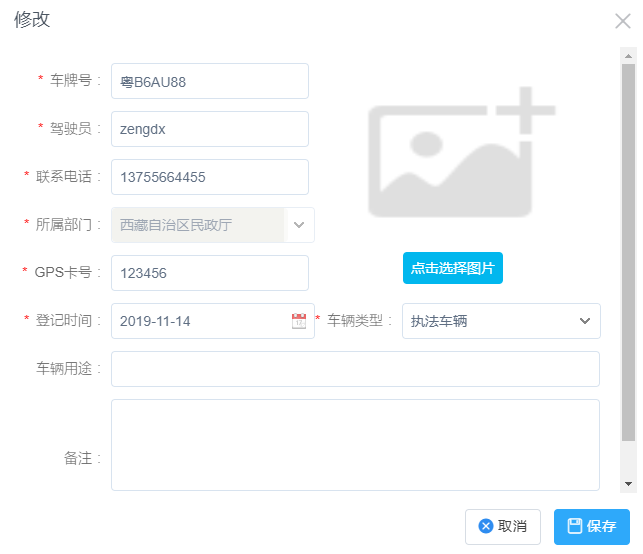 修改
* 车牌号： 粤B6AU88
* 驾驶员： zengdx
* 联系电话： 13755664455
* 所属部门： 西藏自治区民政厅
* GPS卡号： 123456
点击选择图片
* 登记时间： 2019-11-14 * 车辆类型： 执法车辆
车辆用途：
备注：
取消 保存